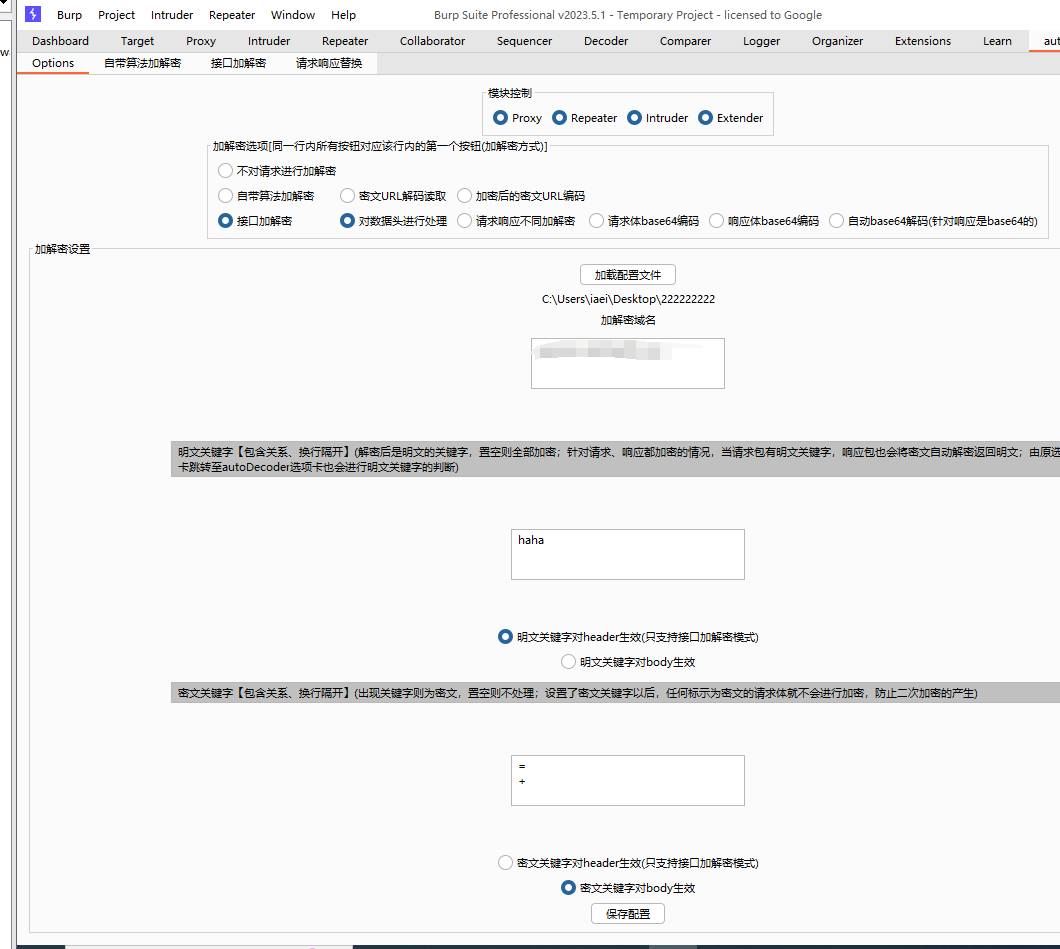 Burp Project Intruder Repeater Window Help Burp Suite Professional v2023.5.1 - Temporary Project - licensed to Google
Dashboard Target Proxy Intruder Repeater Collaborator Sequencer Decoder Comparer Logger Organizer Extensions Learn aut
w
Options 自带算法加解密 接口加解密 请求响应替换
模块控制
Proxy Repeater Intruder Extender
加解密选项[同一行内所有按钮对应该行内的第一个按钮(加解密方式)]
不对请求进行加解密
自带算法加解密 密文URL解码读取 加密后的密文URL编码
接口加解密 对数据头进行处理 请求响应不同加解密 请求体base64编码 响应体base64编码 自动base64解码(针对响应是base64的)
加解密设置
加载配置文件
C:\Users\iaei\Desktop\222222222
加解密域名
明文关键字【包含关系、换行隔开】(解密后是明文的关键字，置空则全部加密；针对请求、响应都加密的情况，当请求包有明文关键字，响应包也会将密文自动解密返回明文；由原选
卡跳转至autoDecoder选项卡也会进行明文关键字的判断)
haha
明文关键字对header生效(只支持接口加解密模式)
明文关键字对body生效
密文关键字【包含关系、换行隔开】(出现关键字则为密文，置空则不处理；设置了密文关键字以后，任何标示为密文的请求体就不会进行加密，防止二次加密的产生)
=
+
密文关键字对header生效(只支持接口加解密模式)
密文关键字对body生效
保存配置